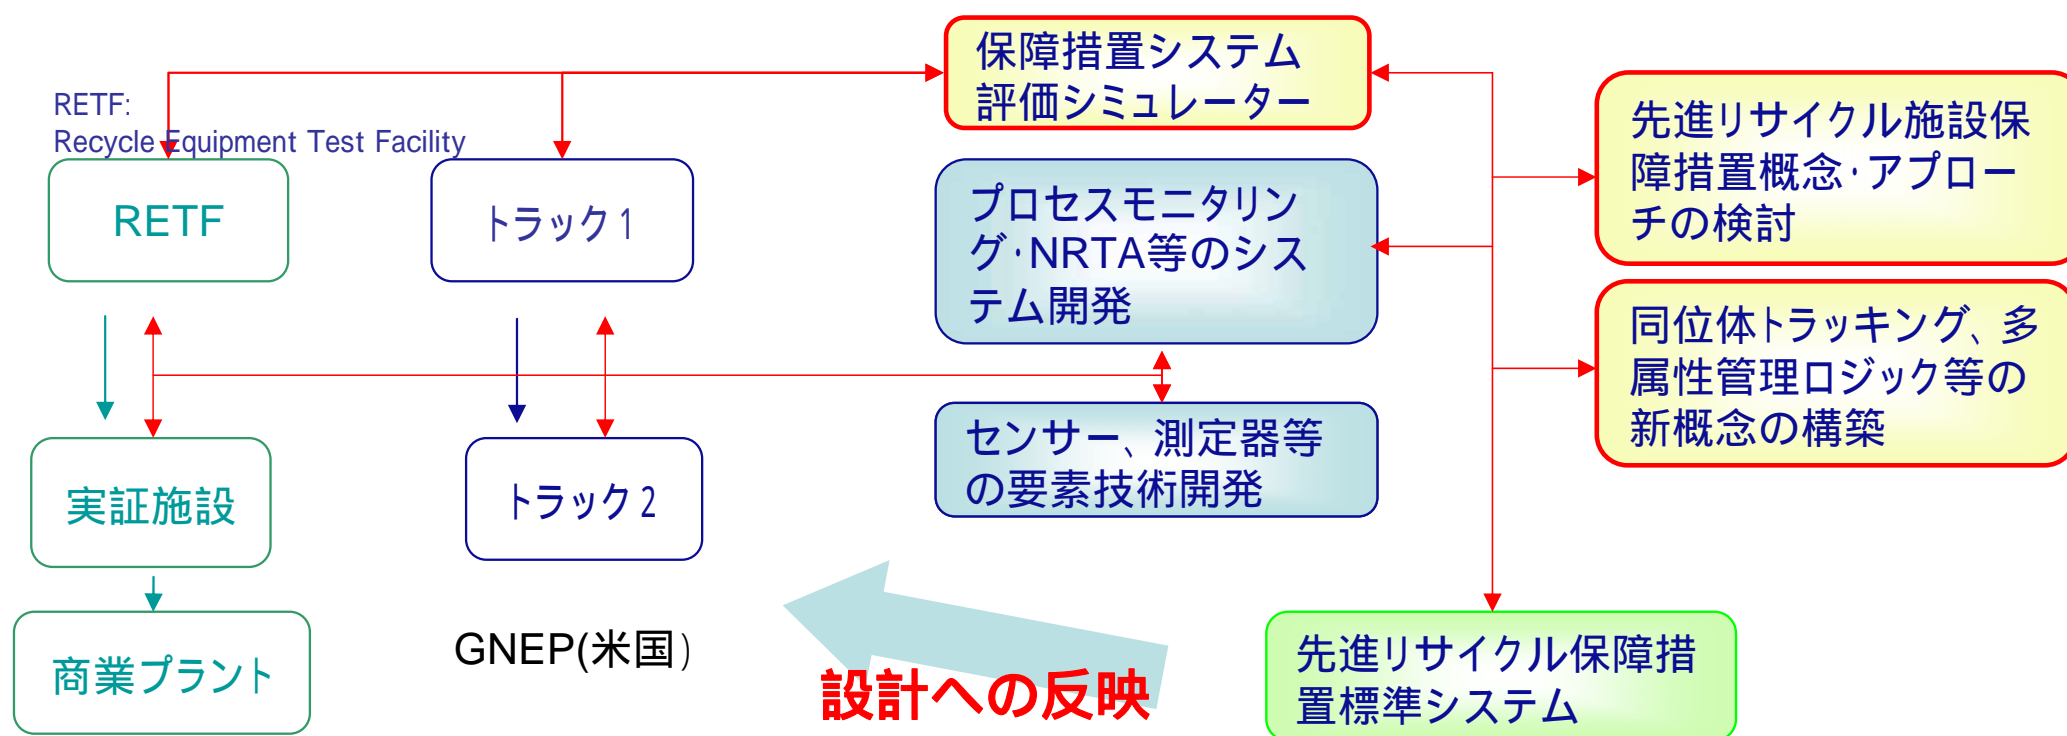 保障措置システム
評価シミュレーター
RETF:
Recycle Equipment Test Facility
先進リサイクル施設保
障措置概念・アプロー
チの検討
RETF
トラック1
プロセスモニタリン
グ・NRTA等のシス
テム開発
同位体トラッキング、多
属性管理ロジック等の
新概念の構築
センサー、測定器等
の要素技術開発
実証施設
トラック2
商業プラント
GNEP(米国)
設計への反映
先進リサイクル保障措
置標準システム